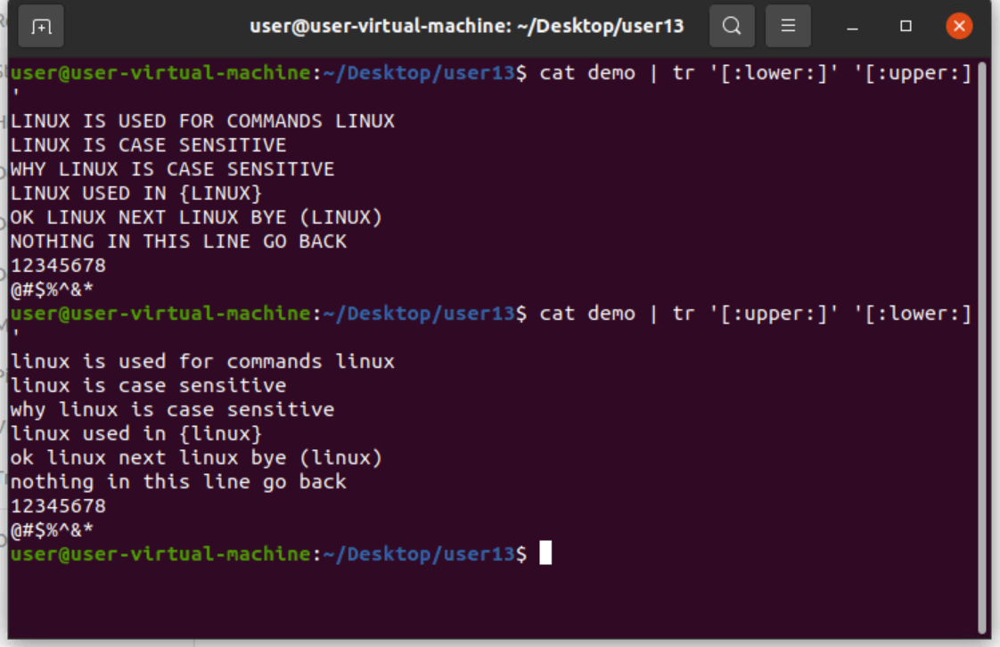 user@user-virtual-machine: ~/Desktop/user13
user@user-virtual-machine:~/Desktop/user13$ cat demo | tr '[:lower:]' '[:upper:]
'
LINUX IS USED FOR COMMANDS LINUX
LINUX IS CASE SENSITIVE
WHY LINUX IS CASE SENSITIVE
LINUX USED IN {LINUX}
OK LINUX NEXT LINUX BYE (LINUX)
NOTHING IN THIS LINE GO BACK
12345678
@#$%^&*
user@user-virtual-machine:~/Desktop/user13$ cat demo | tr '[:upper:]' '[:lower:]
'
linux is used for commands linux
linux is case sensitive
why linux is case sensitive
linux used in {linux}
ok linux next linux bye (linux)
nothing in this line go back
12345678
@#$%^&*
user@user-virtual-machine:~/Desktop/user13$